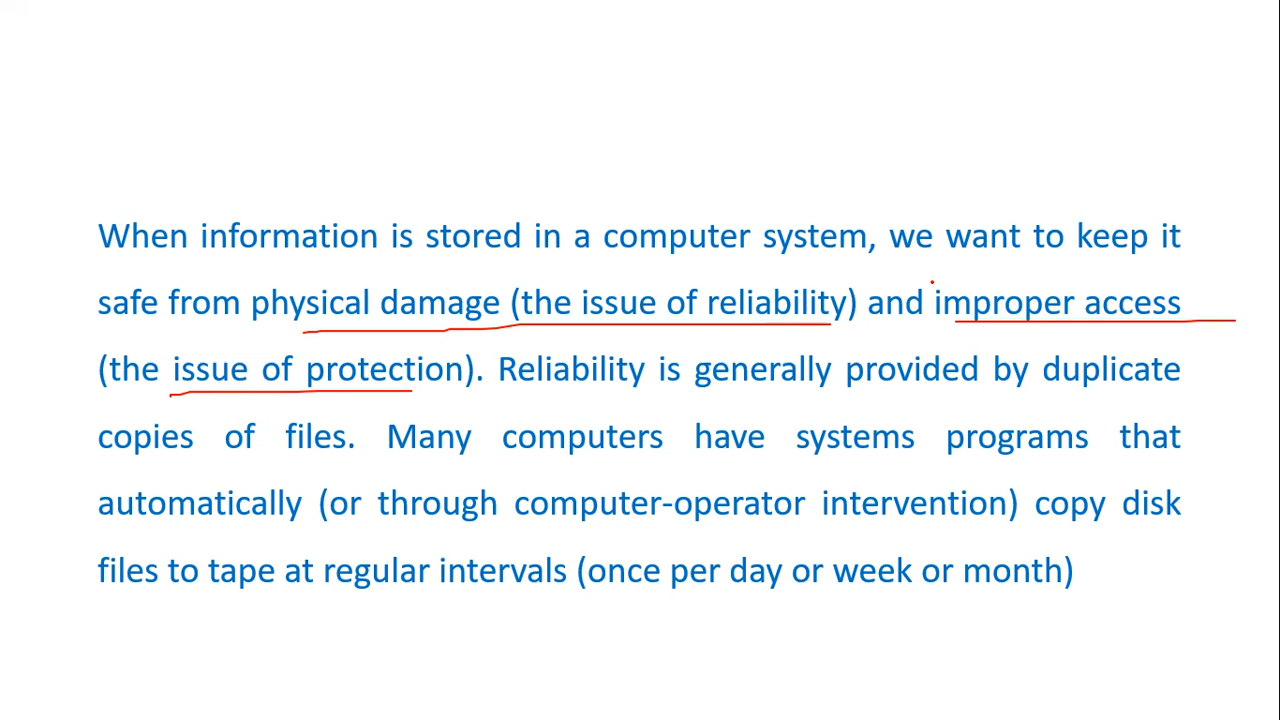 When information is stored in a computer system, we want to keep it
safe from physical damage (the issue of reliability) and improper access
(the issue of protection). Reliability is generally provided by duplicate
copies of files. Many computers have systems programs that
automatically (or through computer-operator intervention) copy disk
files to tape at regular intervals (once per day or week or month)